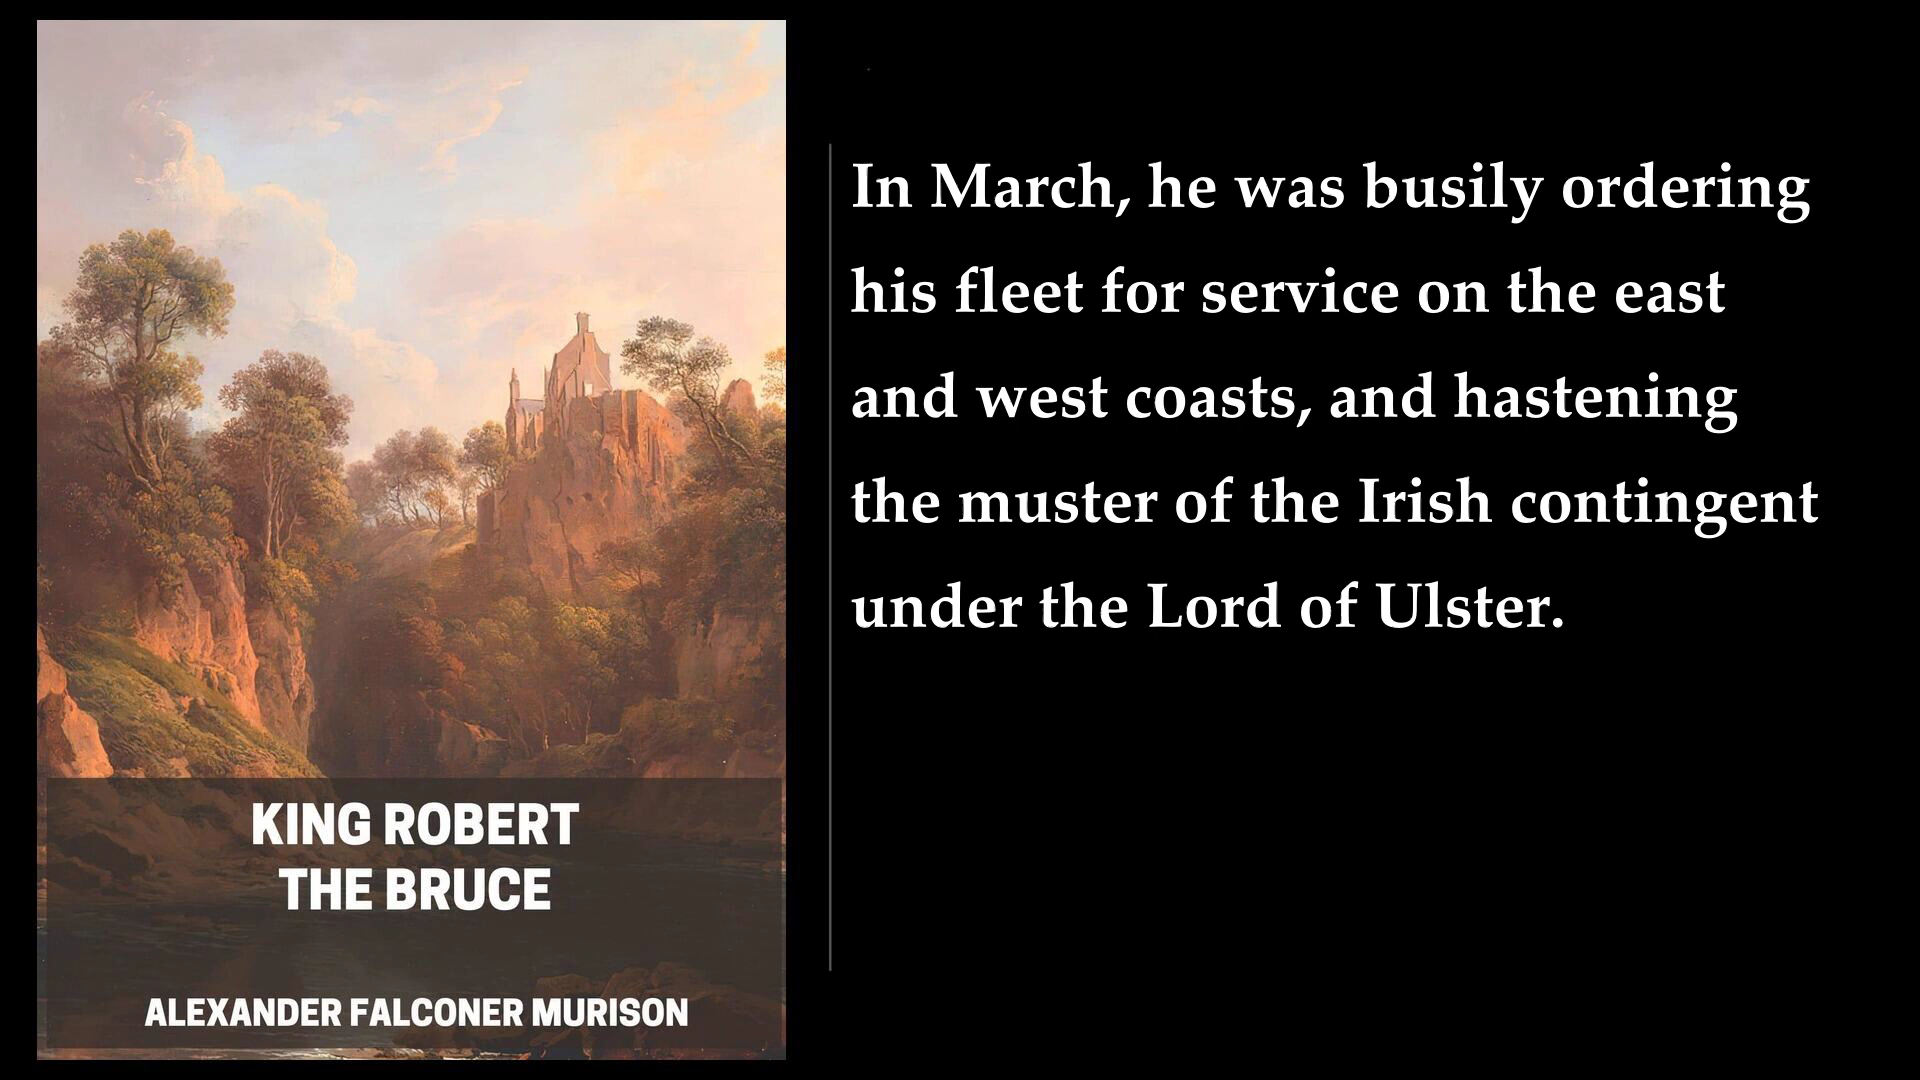 In March, he was busily ordering
his fleet for service on the east
and west coasts, and hastening
the muster of the Irish contingent
under the Lord of Ulster.
KING ROBERT
THE BRUCE
ALEXANDER FALCONER MURISON